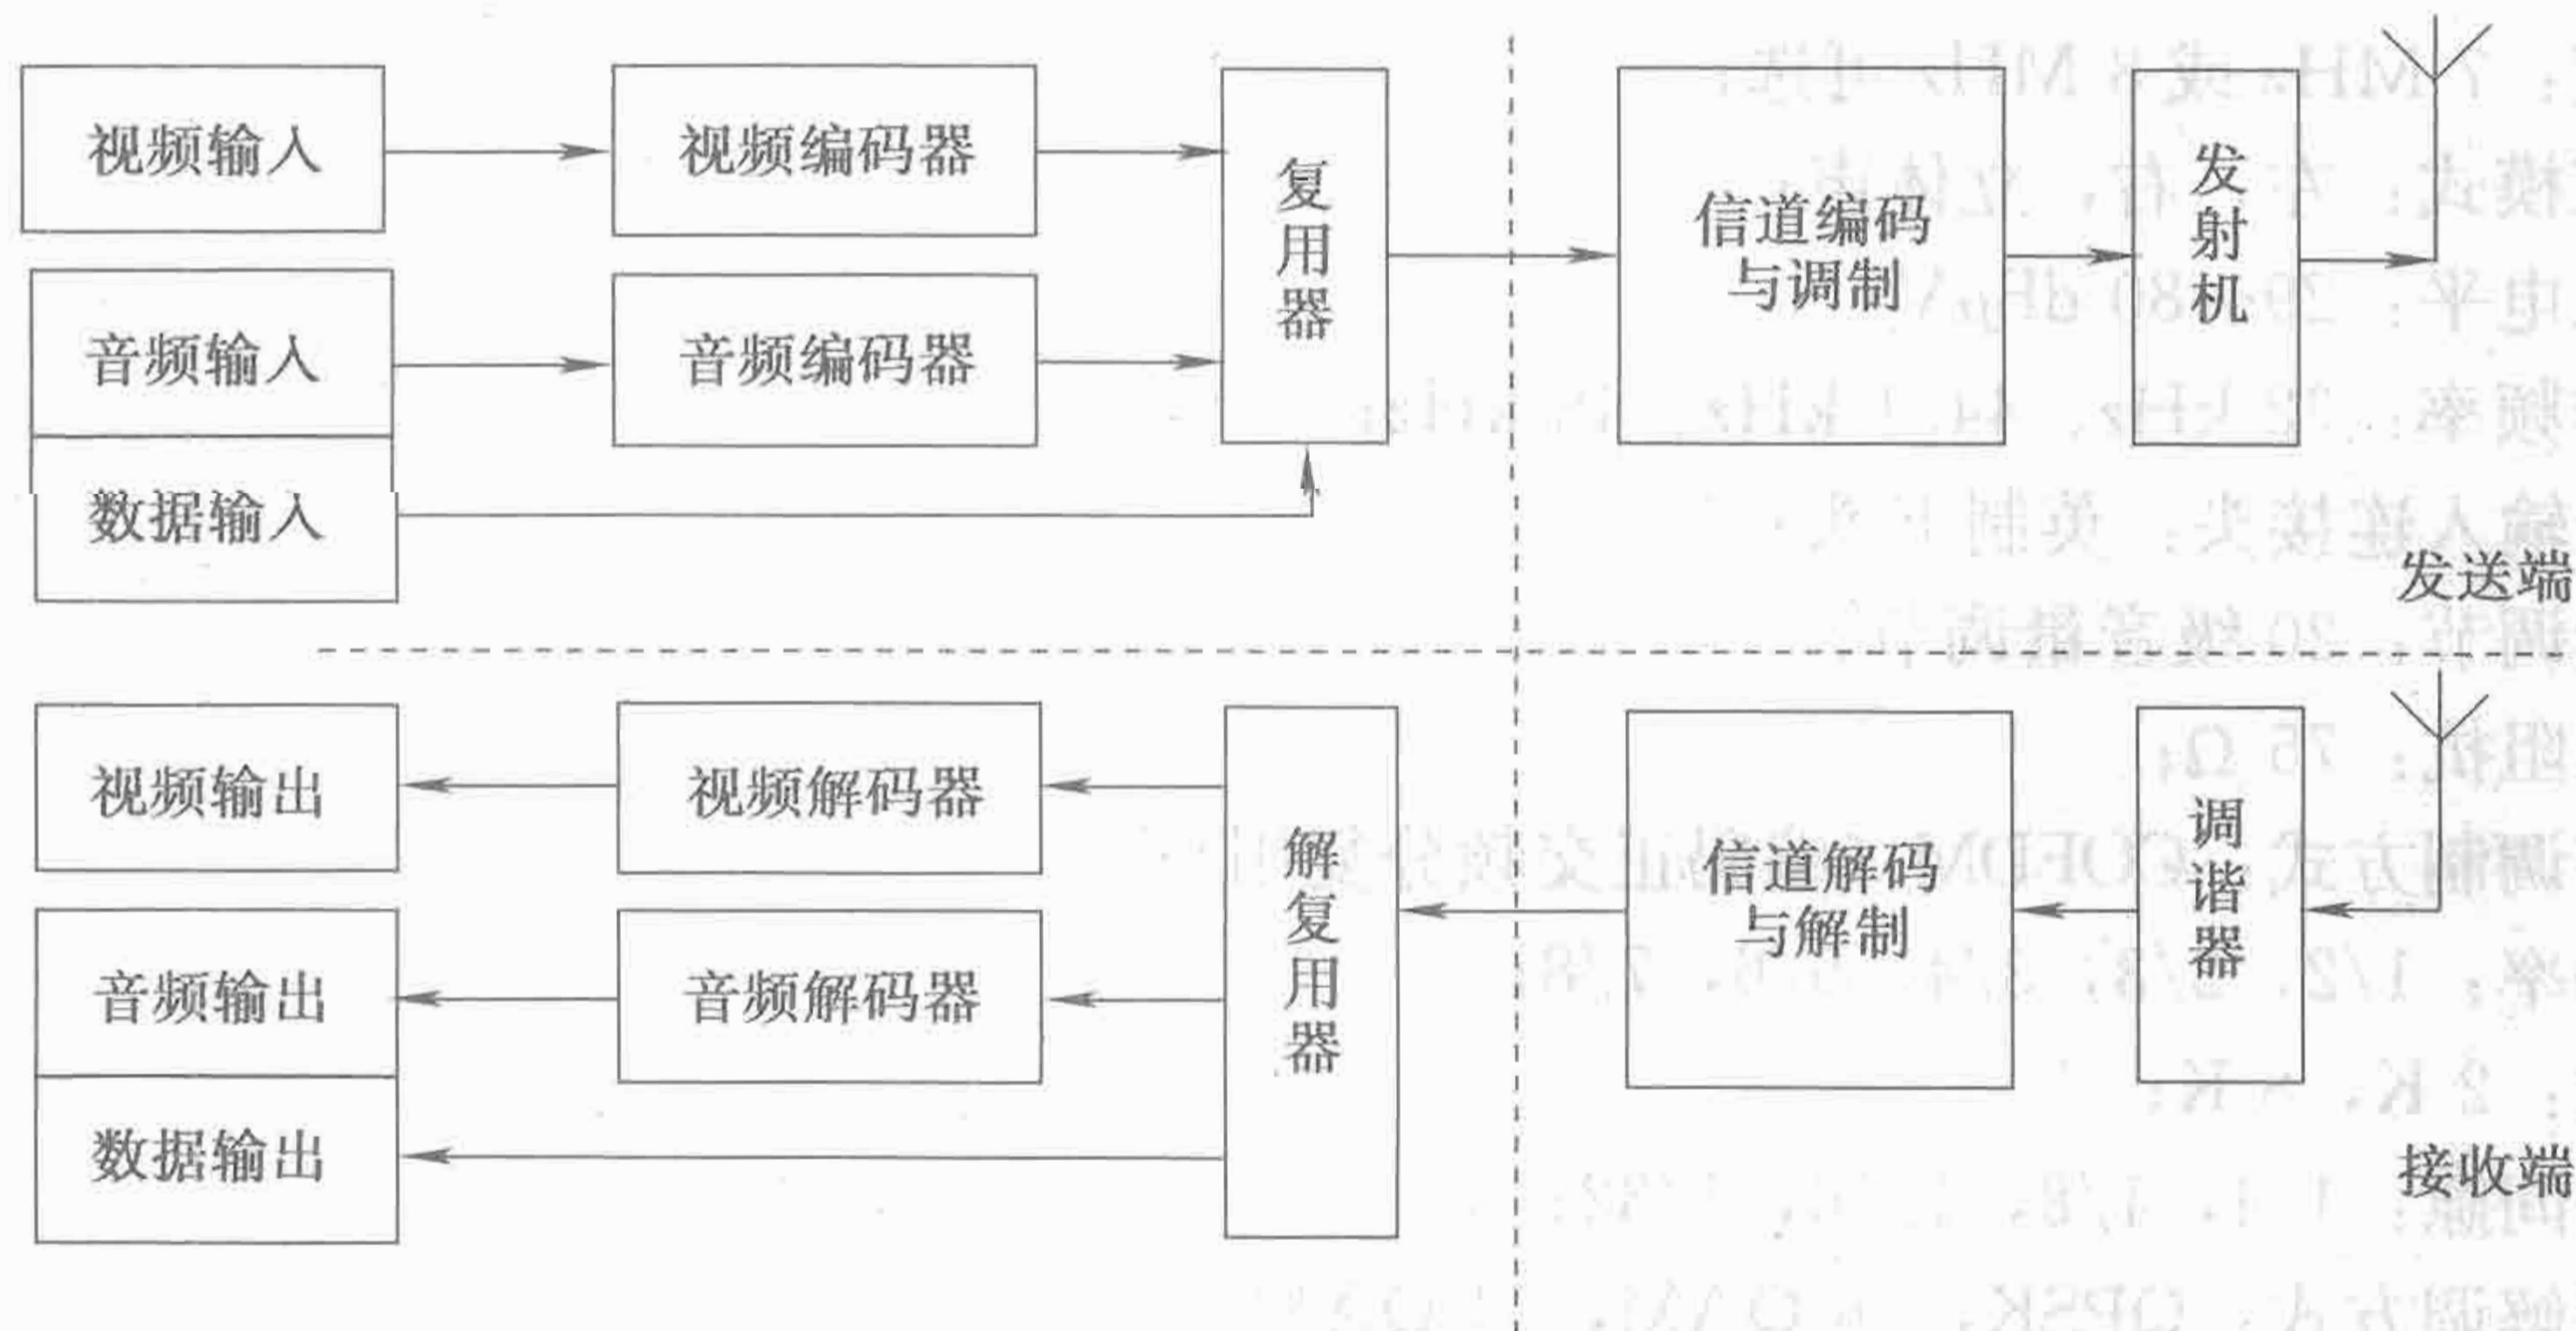 视频输入
视频编码器
复用器
信道编码
与调制
发射机
音频输入
音频编码器
数据输入
发送端
视频输出
视频解码器
解复用器
信道解码
与解制
调谐器
音频输出
音频解码器
数据输出
接收端